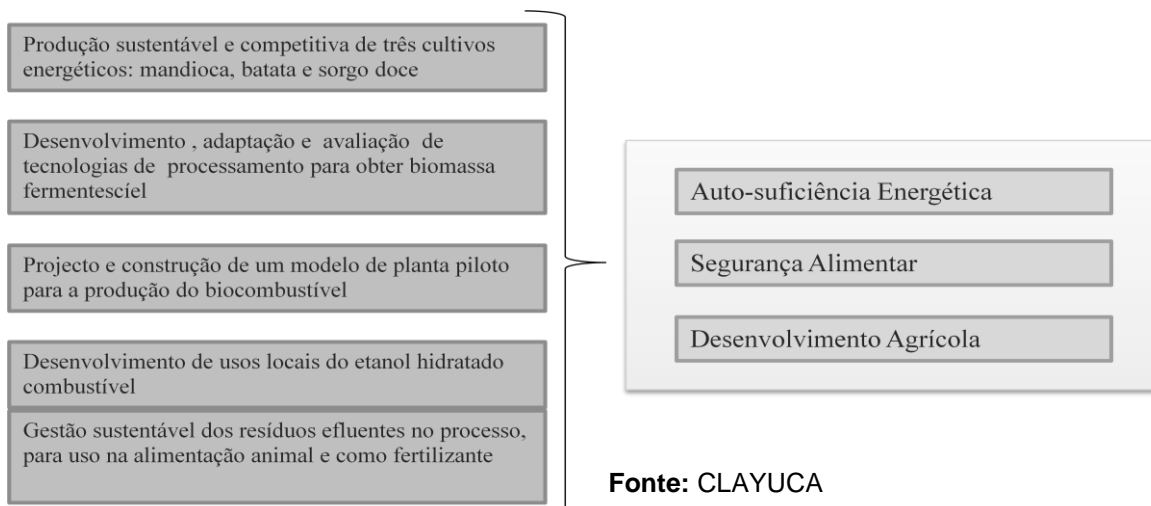 Produção sustentável e competitiva de três cultivos
energéticos: mandioca, batata e sorgo doce
Desenvolvimento , adaptação e avaliação de
tecnologias de processamento para obter biomassa
fermentescíel
Projecto e construção de um modelo de planta piloto
para a produção do biocombustível
Desenvolvimento de usos locais do etanol hidratado
combustível
Gestão sustentável dos resíduos efluentes no processo,
para uso na alimentação animal e como fertilizante
Auto-suficiência Energética
Segurança Alimentar
Desenvolvimento Agrícola
Fonte: CLAYUCA